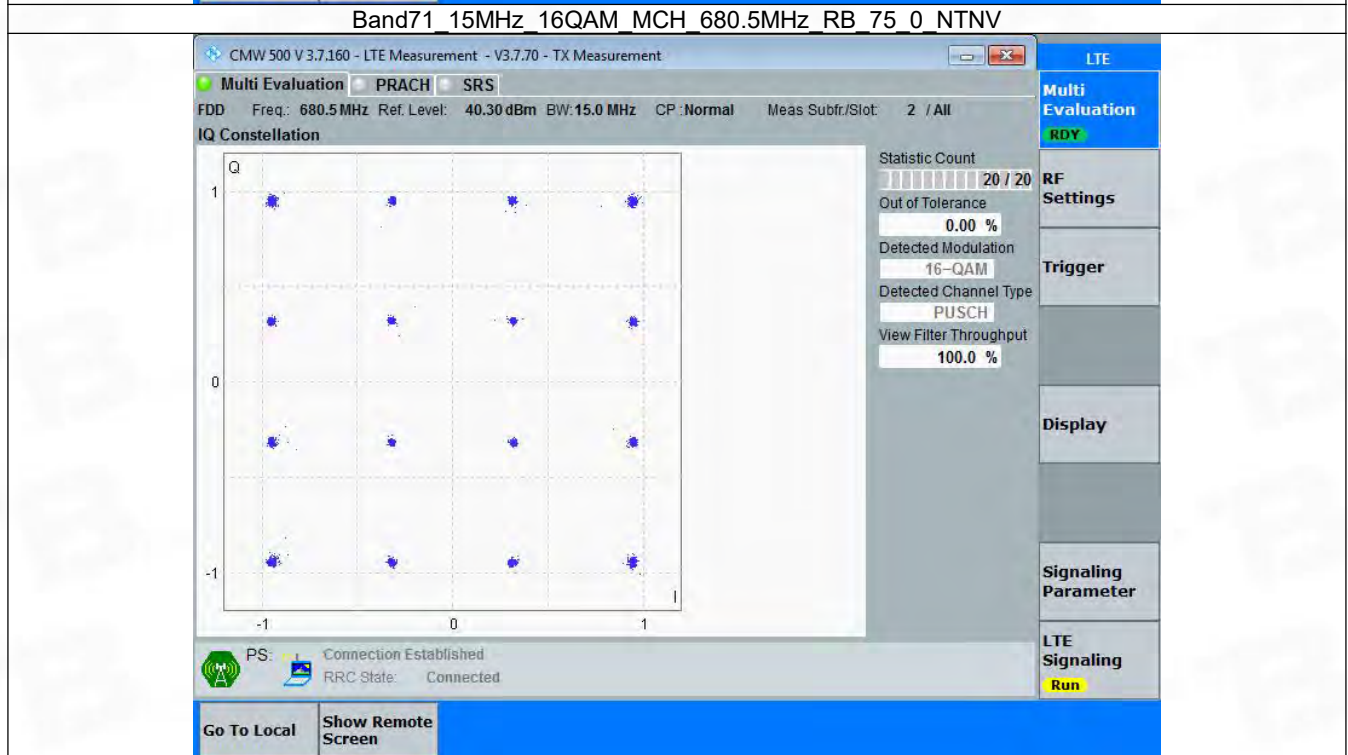 Band71_15MHz_16QAM_MCH_680.5MHz_RB_75_0_NTNV
CMW 500 V 3.7.160 - LTE Measurement - V3.7.70 - TX Measurement
LTE
Multi Evaluation PRACH SRS
Multi
Evaluation
RDY
FDD Freq.: 680.5 MHz Ref. Level: 40.30 dBm BW: 15.0 MHz CP : Normal Meas Subfr./Slot: 2 / All
IQ Constellation
Q
1
0
-1
-1 0 1
I
Statistic Count
20 / 20
Out of Tolerance
0.00 %
Detected Modulation
16-QAM
Detected Channel Type
PUSCH
View Filter Throughput
100.0 %
RF
Settings
Trigger
Display
Signaling
Parameter
LTE
Signaling
Run
PS: Connection Established
RRC State: Connected
Go To Local
Show Remote
Screen